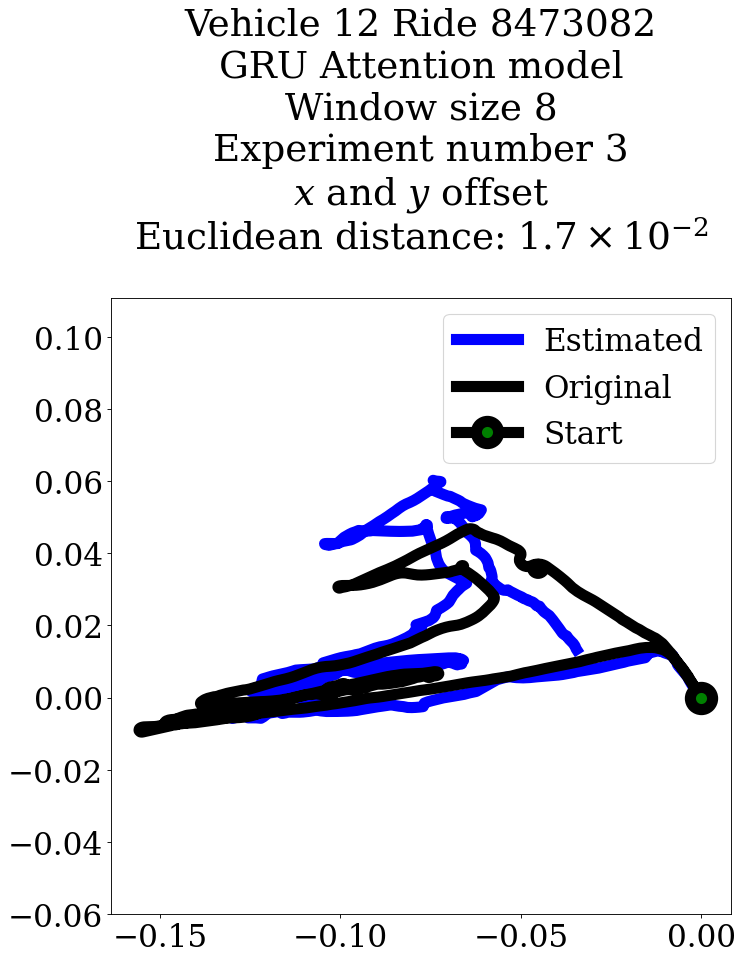 Vehicle 12 Ride 8473082
GRU Attention model
Window size 8
Experiment number 3
x and y offset
Euclidean distance: 1.7 × 10⁻²
Estimated
Original
Start
0.10
0.08
0.06
0.04
0.02
0.00
−0.02
−0.04
−0.06
−0.15 −0.10 −0.05 0.00